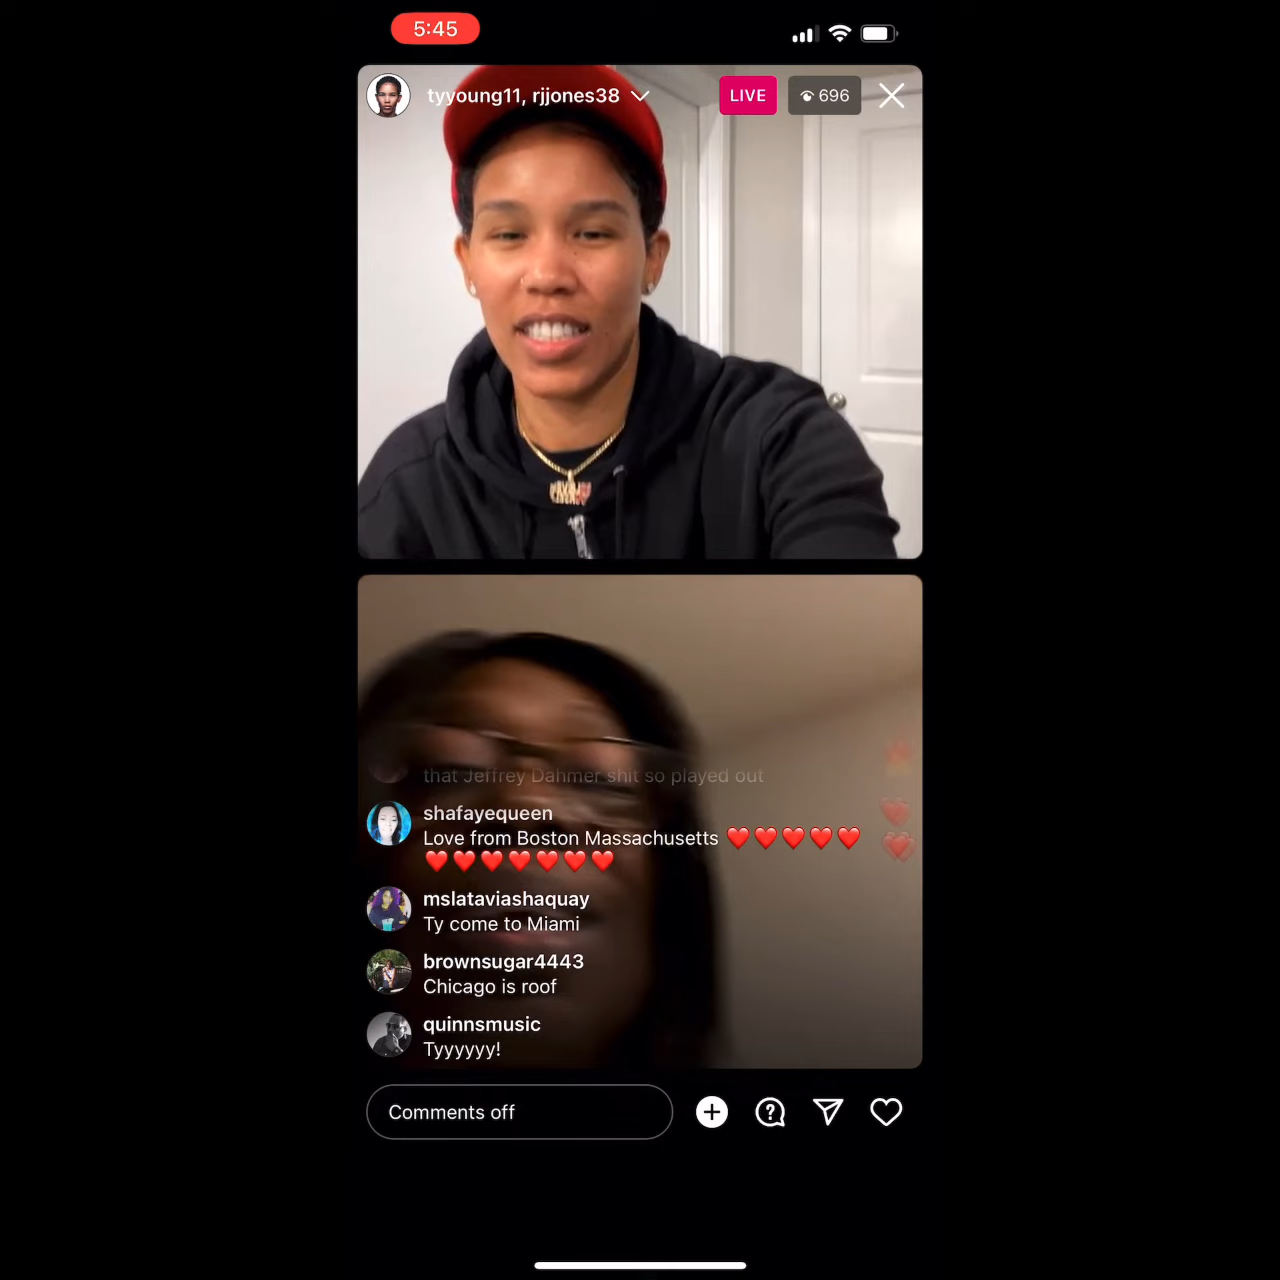 5:45
tyyoung11, rjjones38
LIVE
696
that Jeffrey Dahmer shit so played out
shafayequeen
Love from Boston Massachusetts ❤️❤️❤️❤️❤️
❤️❤️❤️❤️❤️❤️❤️
mslataviashaquay
Ty come to Miami
brownsugar4443
Chicago is roof
quinnsmusic
Tyyyyyy!
Comments off